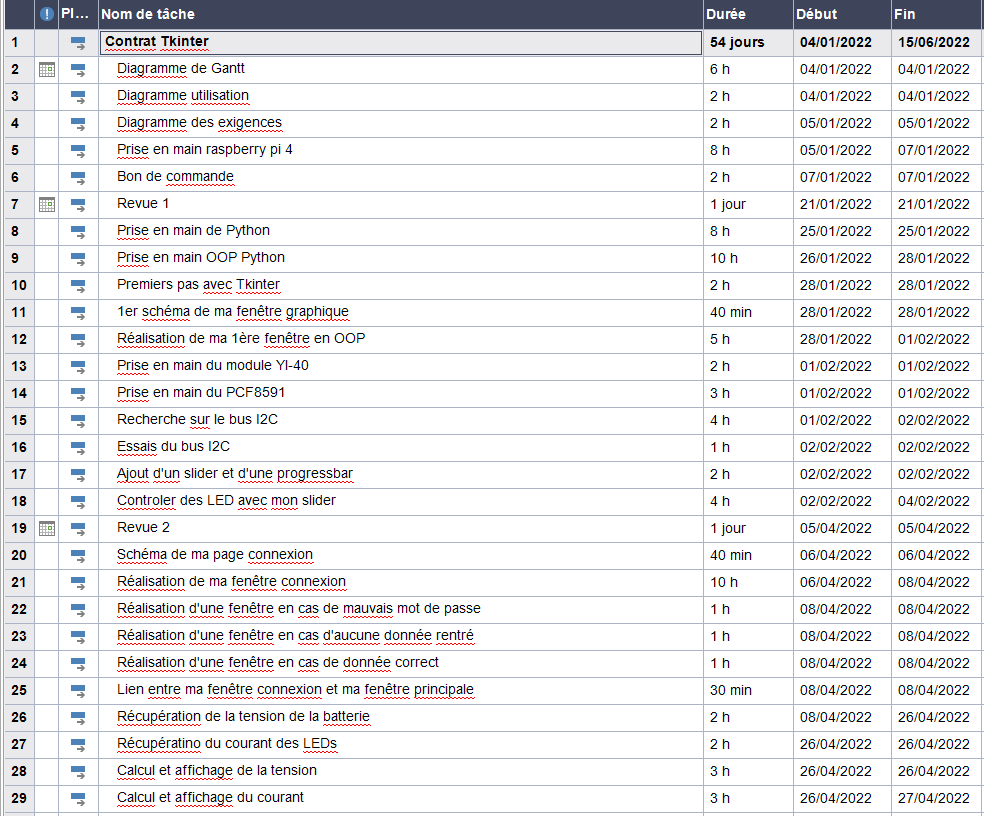 ! Pl... Nom de tâche Durée Début Fin
1 Contrat Tkinter 54 jours 04/01/2022 15/06/2022
2 Diagramme de Gantt 6 h 04/01/2022 04/01/2022
3 Diagramme utilisation 2 h 04/01/2022 04/01/2022
4 Diagramme des exigences 2 h 05/01/2022 05/01/2022
5 Prise en main raspberry pi 4 8 h 05/01/2022 07/01/2022
6 Bon de commande 2 h 07/01/2022 07/01/2022
7 Revue 1 1 jour 21/01/2022 21/01/2022
8 Prise en main de Python 8 h 25/01/2022 25/01/2022
9 Prise en main OOP Python 10 h 26/01/2022 28/01/2022
10 Premiers pas avec Tkinter 2 h 28/01/2022 28/01/2022
11 1er schéma de ma fenêtre graphique 40 min 28/01/2022 28/01/2022
12 Réalisation de ma 1ère fenêtre en OOP 5 h 28/01/2022 01/02/2022
13 Prise en main du module YI-40 2 h 01/02/2022 01/02/2022
14 Prise en main du PCF8591 3 h 01/02/2022 01/02/2022
15 Recherche sur le bus I2C 4 h 01/02/2022 02/02/2022
16 Essais du bus I2C 1 h 02/02/2022 02/02/2022
17 Ajout d'un slider et d'une progressbar 2 h 02/02/2022 02/02/2022
18 Controler des LED avec mon slider 4 h 02/02/2022 04/02/2022
19 Revue 2 1 jour 05/04/2022 05/04/2022
20 Schéma de ma page connexion 40 min 06/04/2022 06/04/2022
21 Réalisation de ma fenêtre connexion 10 h 06/04/2022 08/04/2022
22 Réalisation d'une fenêtre en cas de mauvais mot de passe 1 h 08/04/2022 08/04/2022
23 Réalisation d'une fenêtre en cas d'aucune donnée rentré 1 h 08/04/2022 08/04/2022
24 Réalisation d'une fenêtre en cas de donnée correct 1 h 08/04/2022 08/04/2022
25 Lien entre ma fenêtre connexion et ma fenêtre principale 30 min 08/04/2022 08/04/2022
26 Récupération de la tension de la batterie 2 h 08/04/2022 26/04/2022
27 Récupératino du courant des LEDs 2 h 26/04/2022 26/04/2022
28 Calcul et affichage de la tension 3 h 26/04/2022 26/04/2022
29 Calcul et affichage du courant 3 h 26/04/2022 27/04/2022